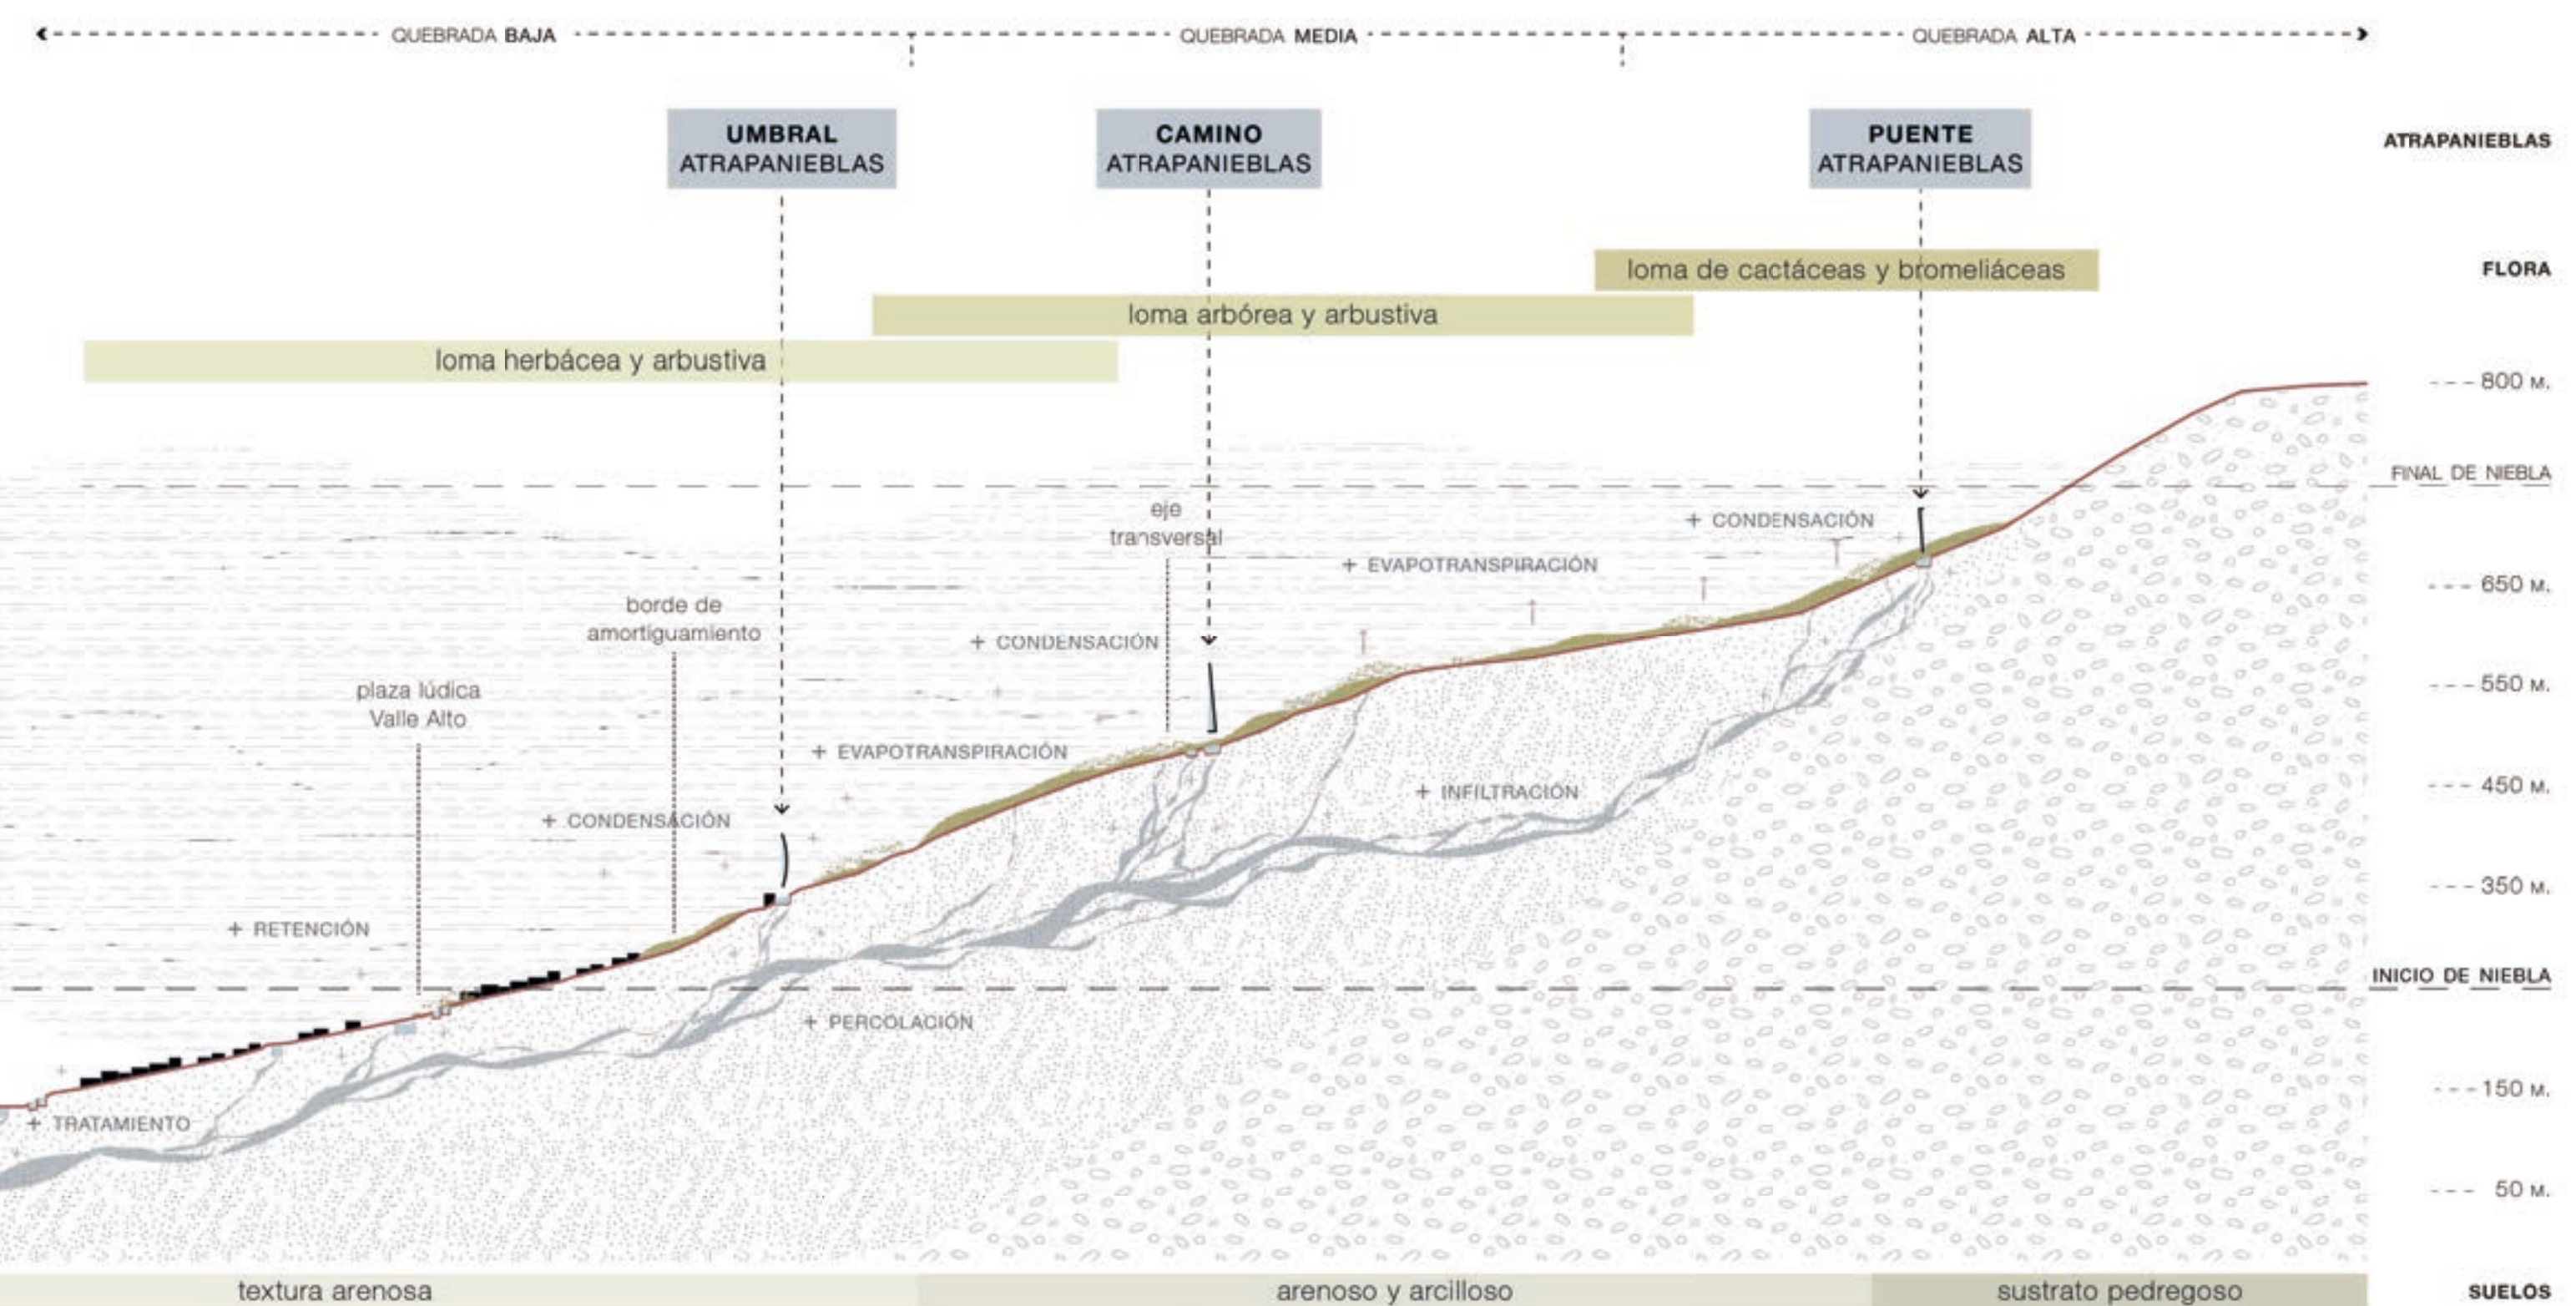 QUEBRADA BAJA
QUEBRADA MEDIA
QUEBRADA ALTA
UMBRAL
ATRAPANIEBLAS
CAMINO
ATRAPANIEBLAS
PUENTE
ATRAPANIEBLAS
ATRAPANIEBLAS
loma de cactáceas y bromeliáceas
FLORA
loma arbórea y arbustiva
loma herbácea y arbustiva
--- 800 M.
FINAL DE NIEBLA
eje
transversal
+ CONDENSACIÓN
+ EVAPOTRANSPIRACIÓN
--- 650 M.
borde de
amortiguamiento
+ CONDENSACIÓN
--- 550 M.
plaza lúdica
Valle Alto
+ EVAPOTRANSPIRACIÓN
+ INFILTRACIÓN
--- 450 M.
+ CONDENSACIÓN
--- 350 M.
+ RETENCIÓN
INICIO DE NIEBLA
+ PERCOLACIÓN
--- 150 M.
+ TRATAMIENTO
--- 50 M.
textura arenosa
arenoso y arcilloso
sustrato pedregoso
SUELOS